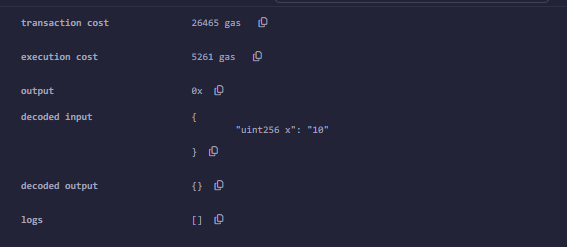 transaction cost 26465 gas
execution cost 5261 gas
output 0x
decoded input {
"uint256 x": "10"
}
decoded output {}
logs []